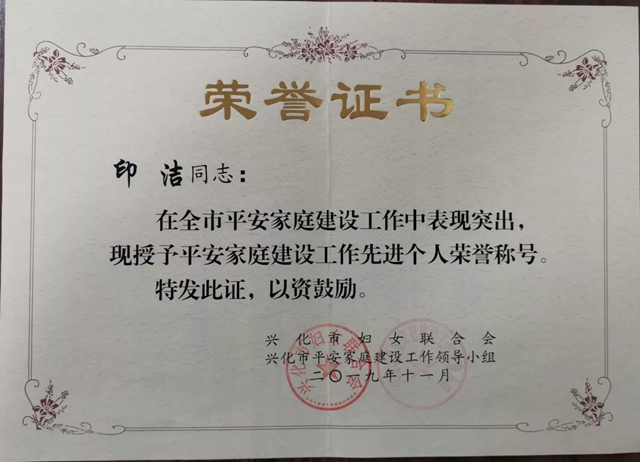 荣誉证书
印 洁同志：
在全市平安家庭建设工作中表现突出，
现授予平安家庭建设工作先进个人荣誉称号。
特发此证，以资鼓励。
兴化市妇女联合会
兴化市平安家庭建设工作领导小组
二〇一九年十一月